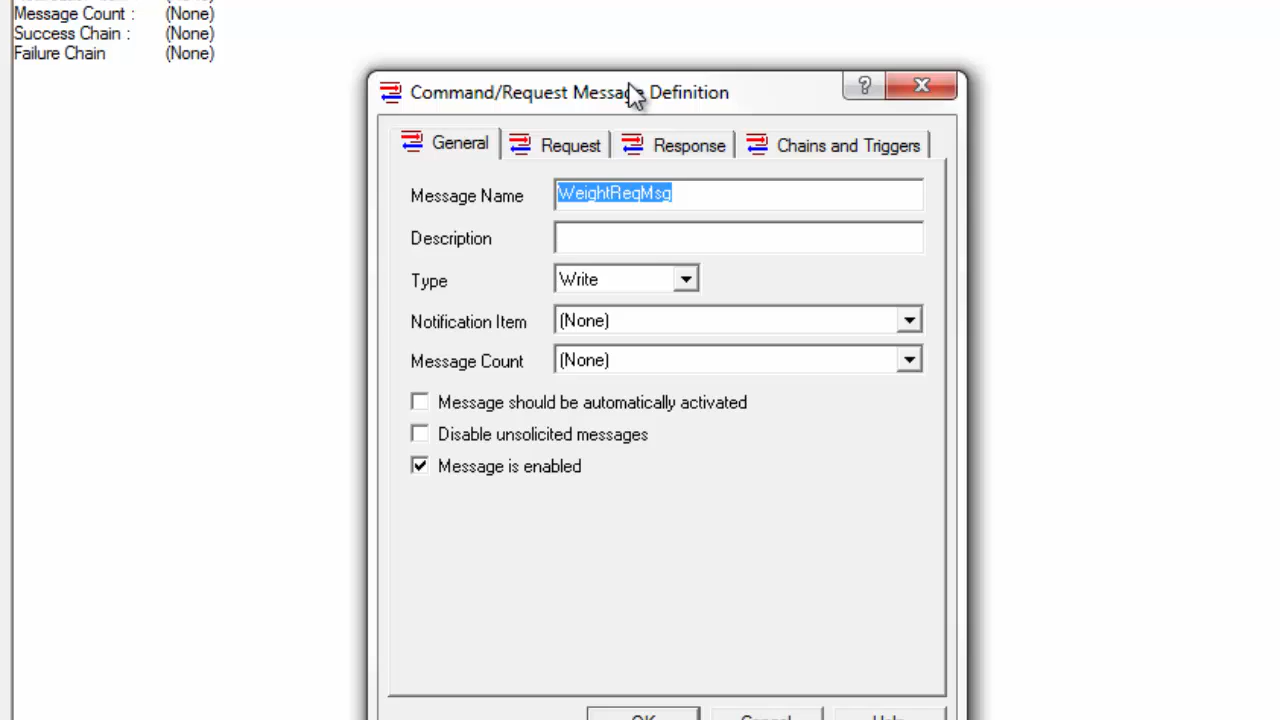 Message Count : (None)
Success Chain : (None)
Failure Chain (None)
Command/Request Message Definition
General Request Response Chains and Triggers
Message Name WeightReqMsg
Description
Type Write
Notification Item (None)
Message Count (None)
Message should be automatically activated
Disable unsolicited messages
Message is enabled